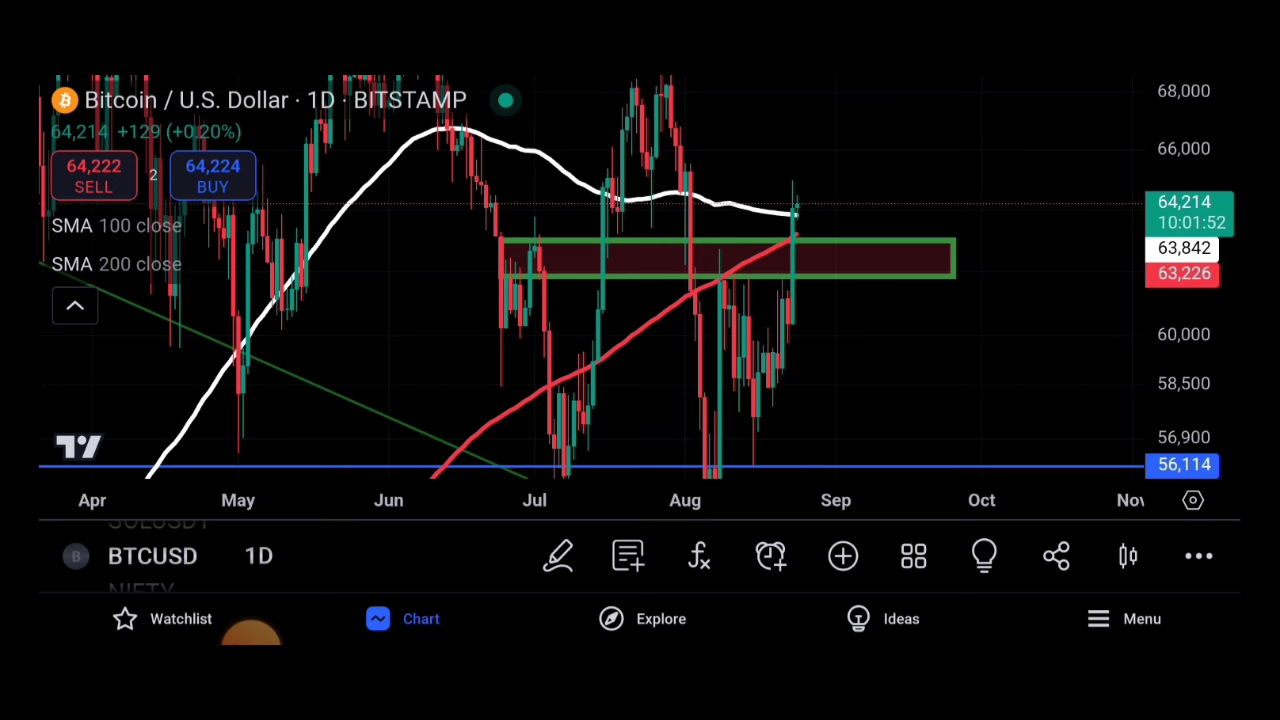 Bitcoin / U.S. Dollar · 1D · BITSTAMP
64,214 +129 (+0.20%)
64,222
SELL
2
64,224
BUY
SMA 100 close
SMA 200 close
68,000
66,000
64,214
10:01:52
63,842
63,226
60,000
58,500
56,900
56,114
Apr May Jun Jul Aug Sep Oct Nov
SOLUSDT
B BTCUSD 1D
NIFTY
Watchlist Chart Explore Ideas Menu